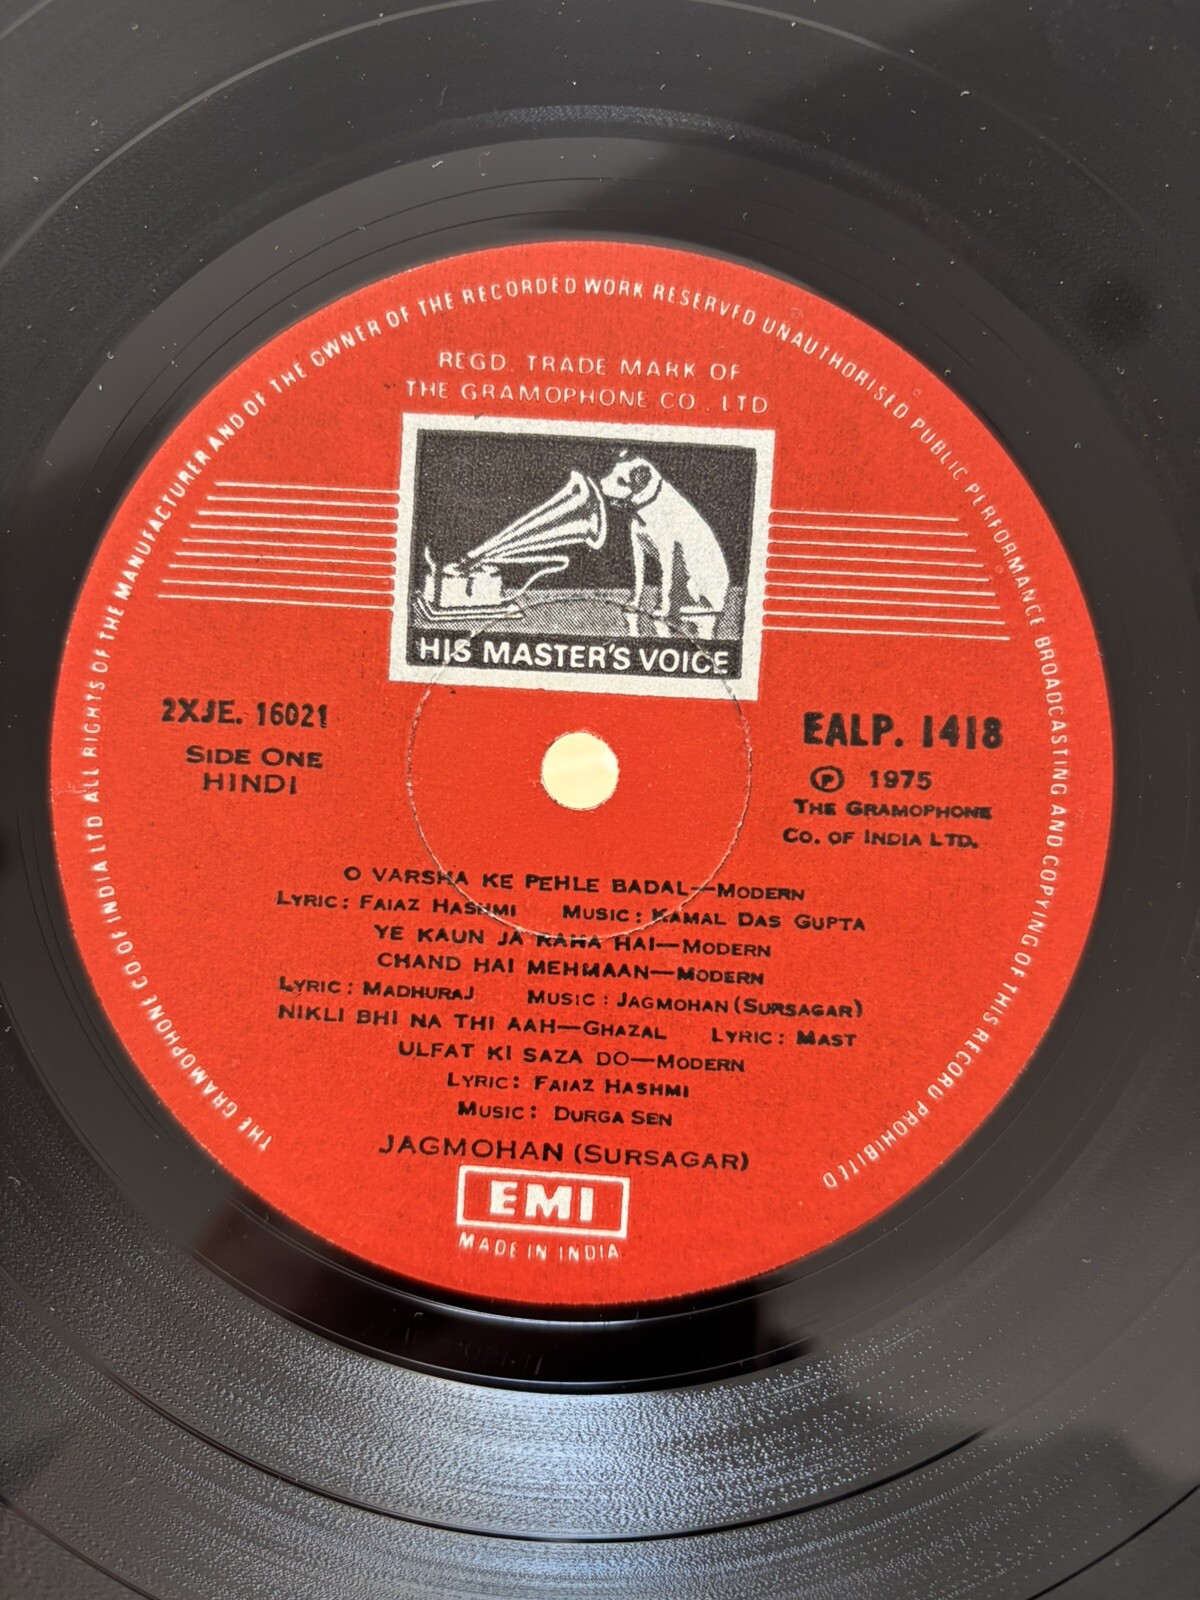 THE GRAMOPHONE CO. OF INDIA LTD ALL RIGHTS OF THE MANUFACTURER AND OF THE OWNER OF THE RECORDED WORK RESERVED UNAUTHORISED PUBLIC PERFORMANCE BROADCASTING AND COPYING OF THIS RECORD PROHIBITED
REGD. TRADE MARK OF
THE GRAMOPHONE CO. LTD
HIS MASTER'S VOICE
2XJE. 16021
SIDE ONE
HINDI
EALP. 1418
Ⓟ 1975
THE GRAMOPHONE
CO. OF INDIA LTD.
O VARSHA KE PEHLE BADAL—MODERN
LYRIC: FAIAZ HASHMI MUSIC: KAMAL DAS GUPTA
YE KAUN JA RAHA HAI—MODERN
CHAND HAI MEHMAAN—MODERN
LYRIC: MADHURAJ MUSIC: JAGMOHAN (SURSAGAR)
NIKLI BHI NA THI AAH—GHAZAL LYRIC: MAST
ULFAT KI SAZA DO—MODERN
LYRIC: FAIAZ HASHMI
MUSIC: DURGA SEN
JAGMOHAN (SURSAGAR)
EMI
MADE IN INDIA